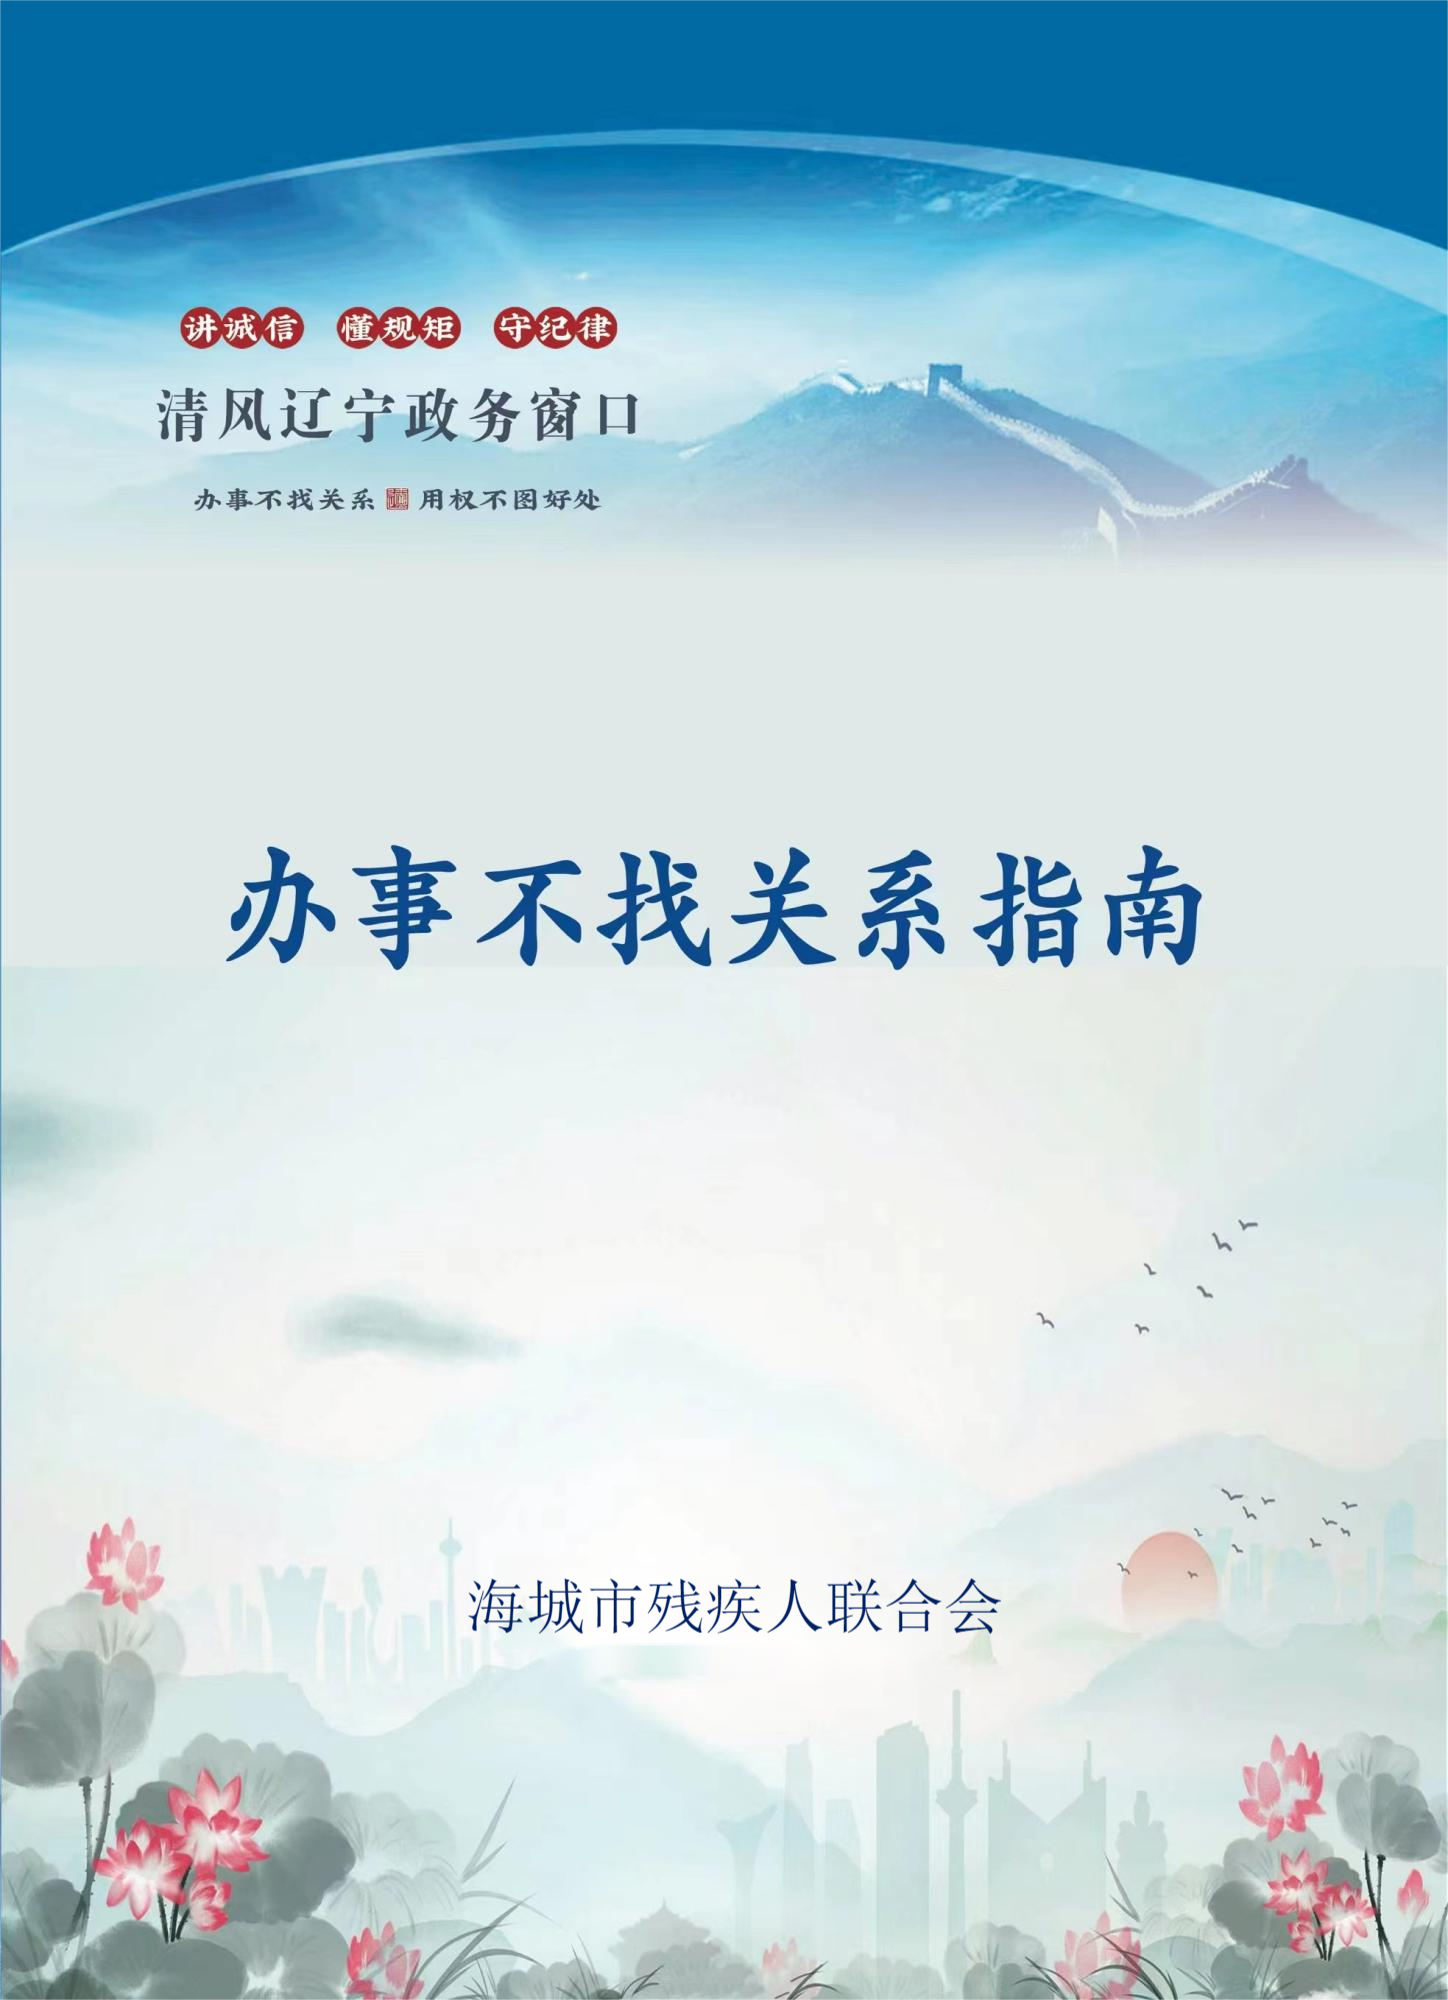 讲诚信 懂规矩 守纪律
清风辽宁政务窗口
办事不找关系 用权不图好处
办事不找关系指南
海城市残疾人联合会